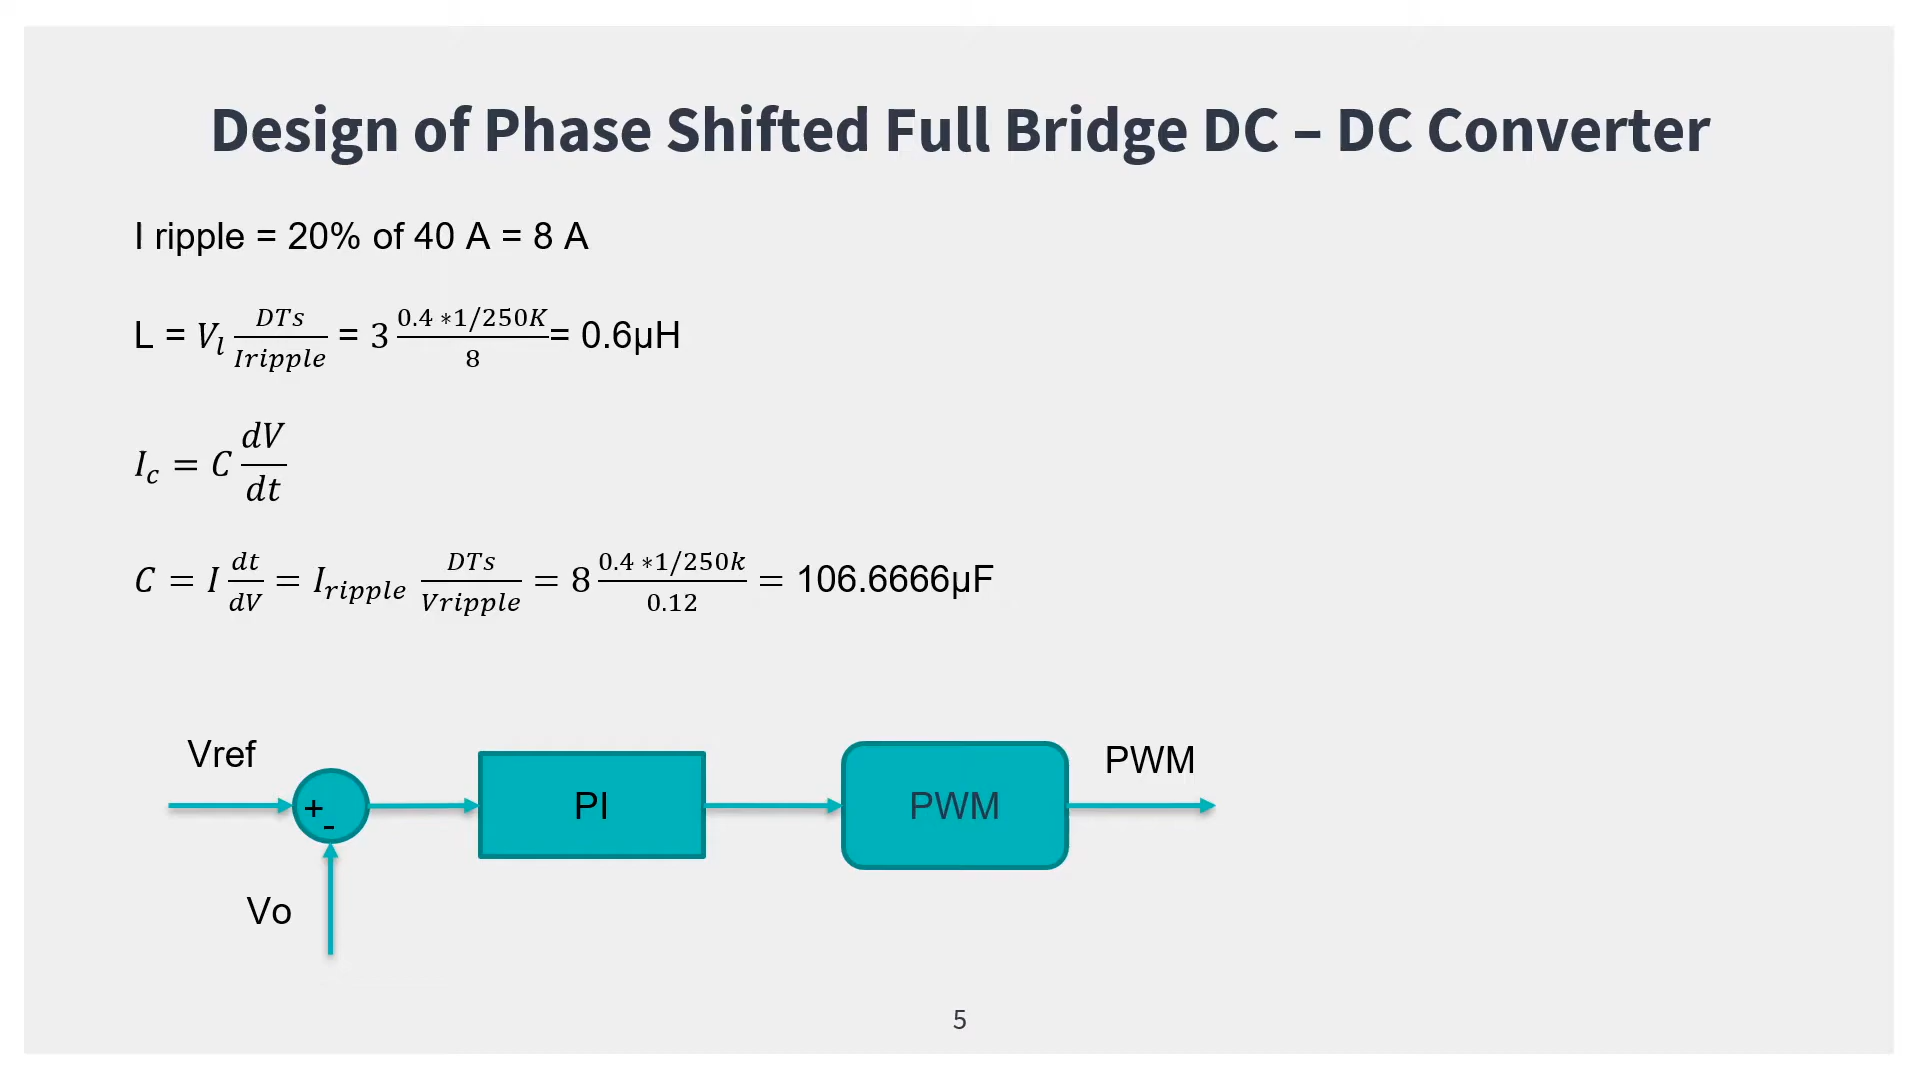 Design of Phase Shifted Full Bridge DC – DC Converter
I ripple = 20% of 40 A = 8 A
L = V_l DTs/Iripple = 3 0.4 *1/250K/8 = 0.6µH
I_c = C dV/dt
C = I dt/dV = I_ripple DTs/Vripple = 8 0.4 *1/250k/0.12 = 106.6666µF
Vref
PWM
+
-
PI
PWM
Vo
5